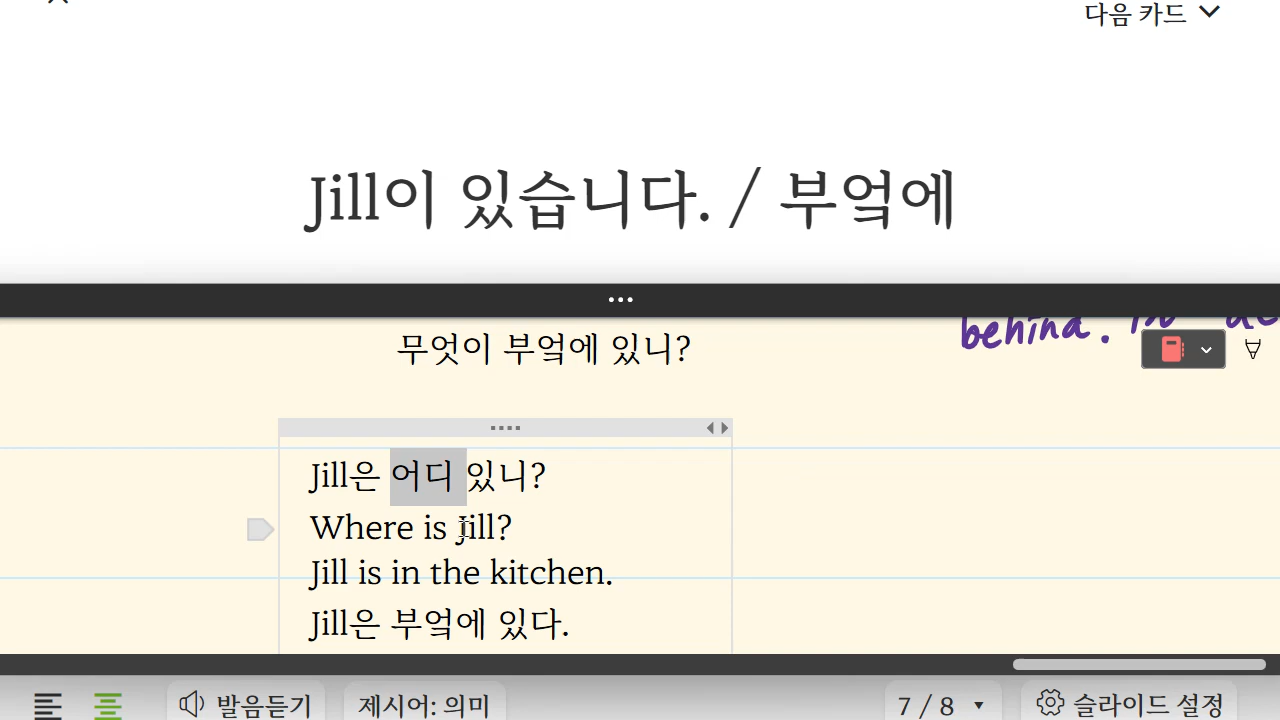 다음 카드
Jill이 있습니다. / 부엌에
behind.
무엇이 부엌에 있니?
Jill은 어디 있니?
Where is Jill?
Jill is in the kitchen.
Jill은 부엌에 있다.
발음듣기
제시어: 의미
7 / 8
슬라이드 설정